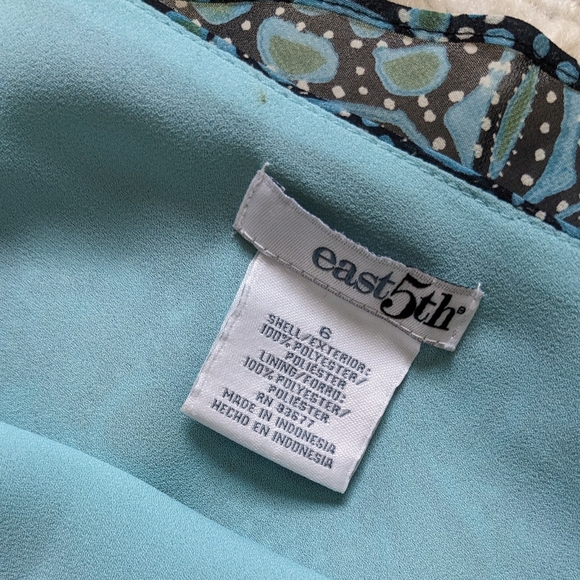 east5th®
6
SHELL/EXTERIOR:
100% POLYESTER/
POLIESTER
LINING/FORRO:
100% POLYESTER/
POLIESTER
RN 93677
MADE IN INDONESIA
HECHO EN INDONESIA